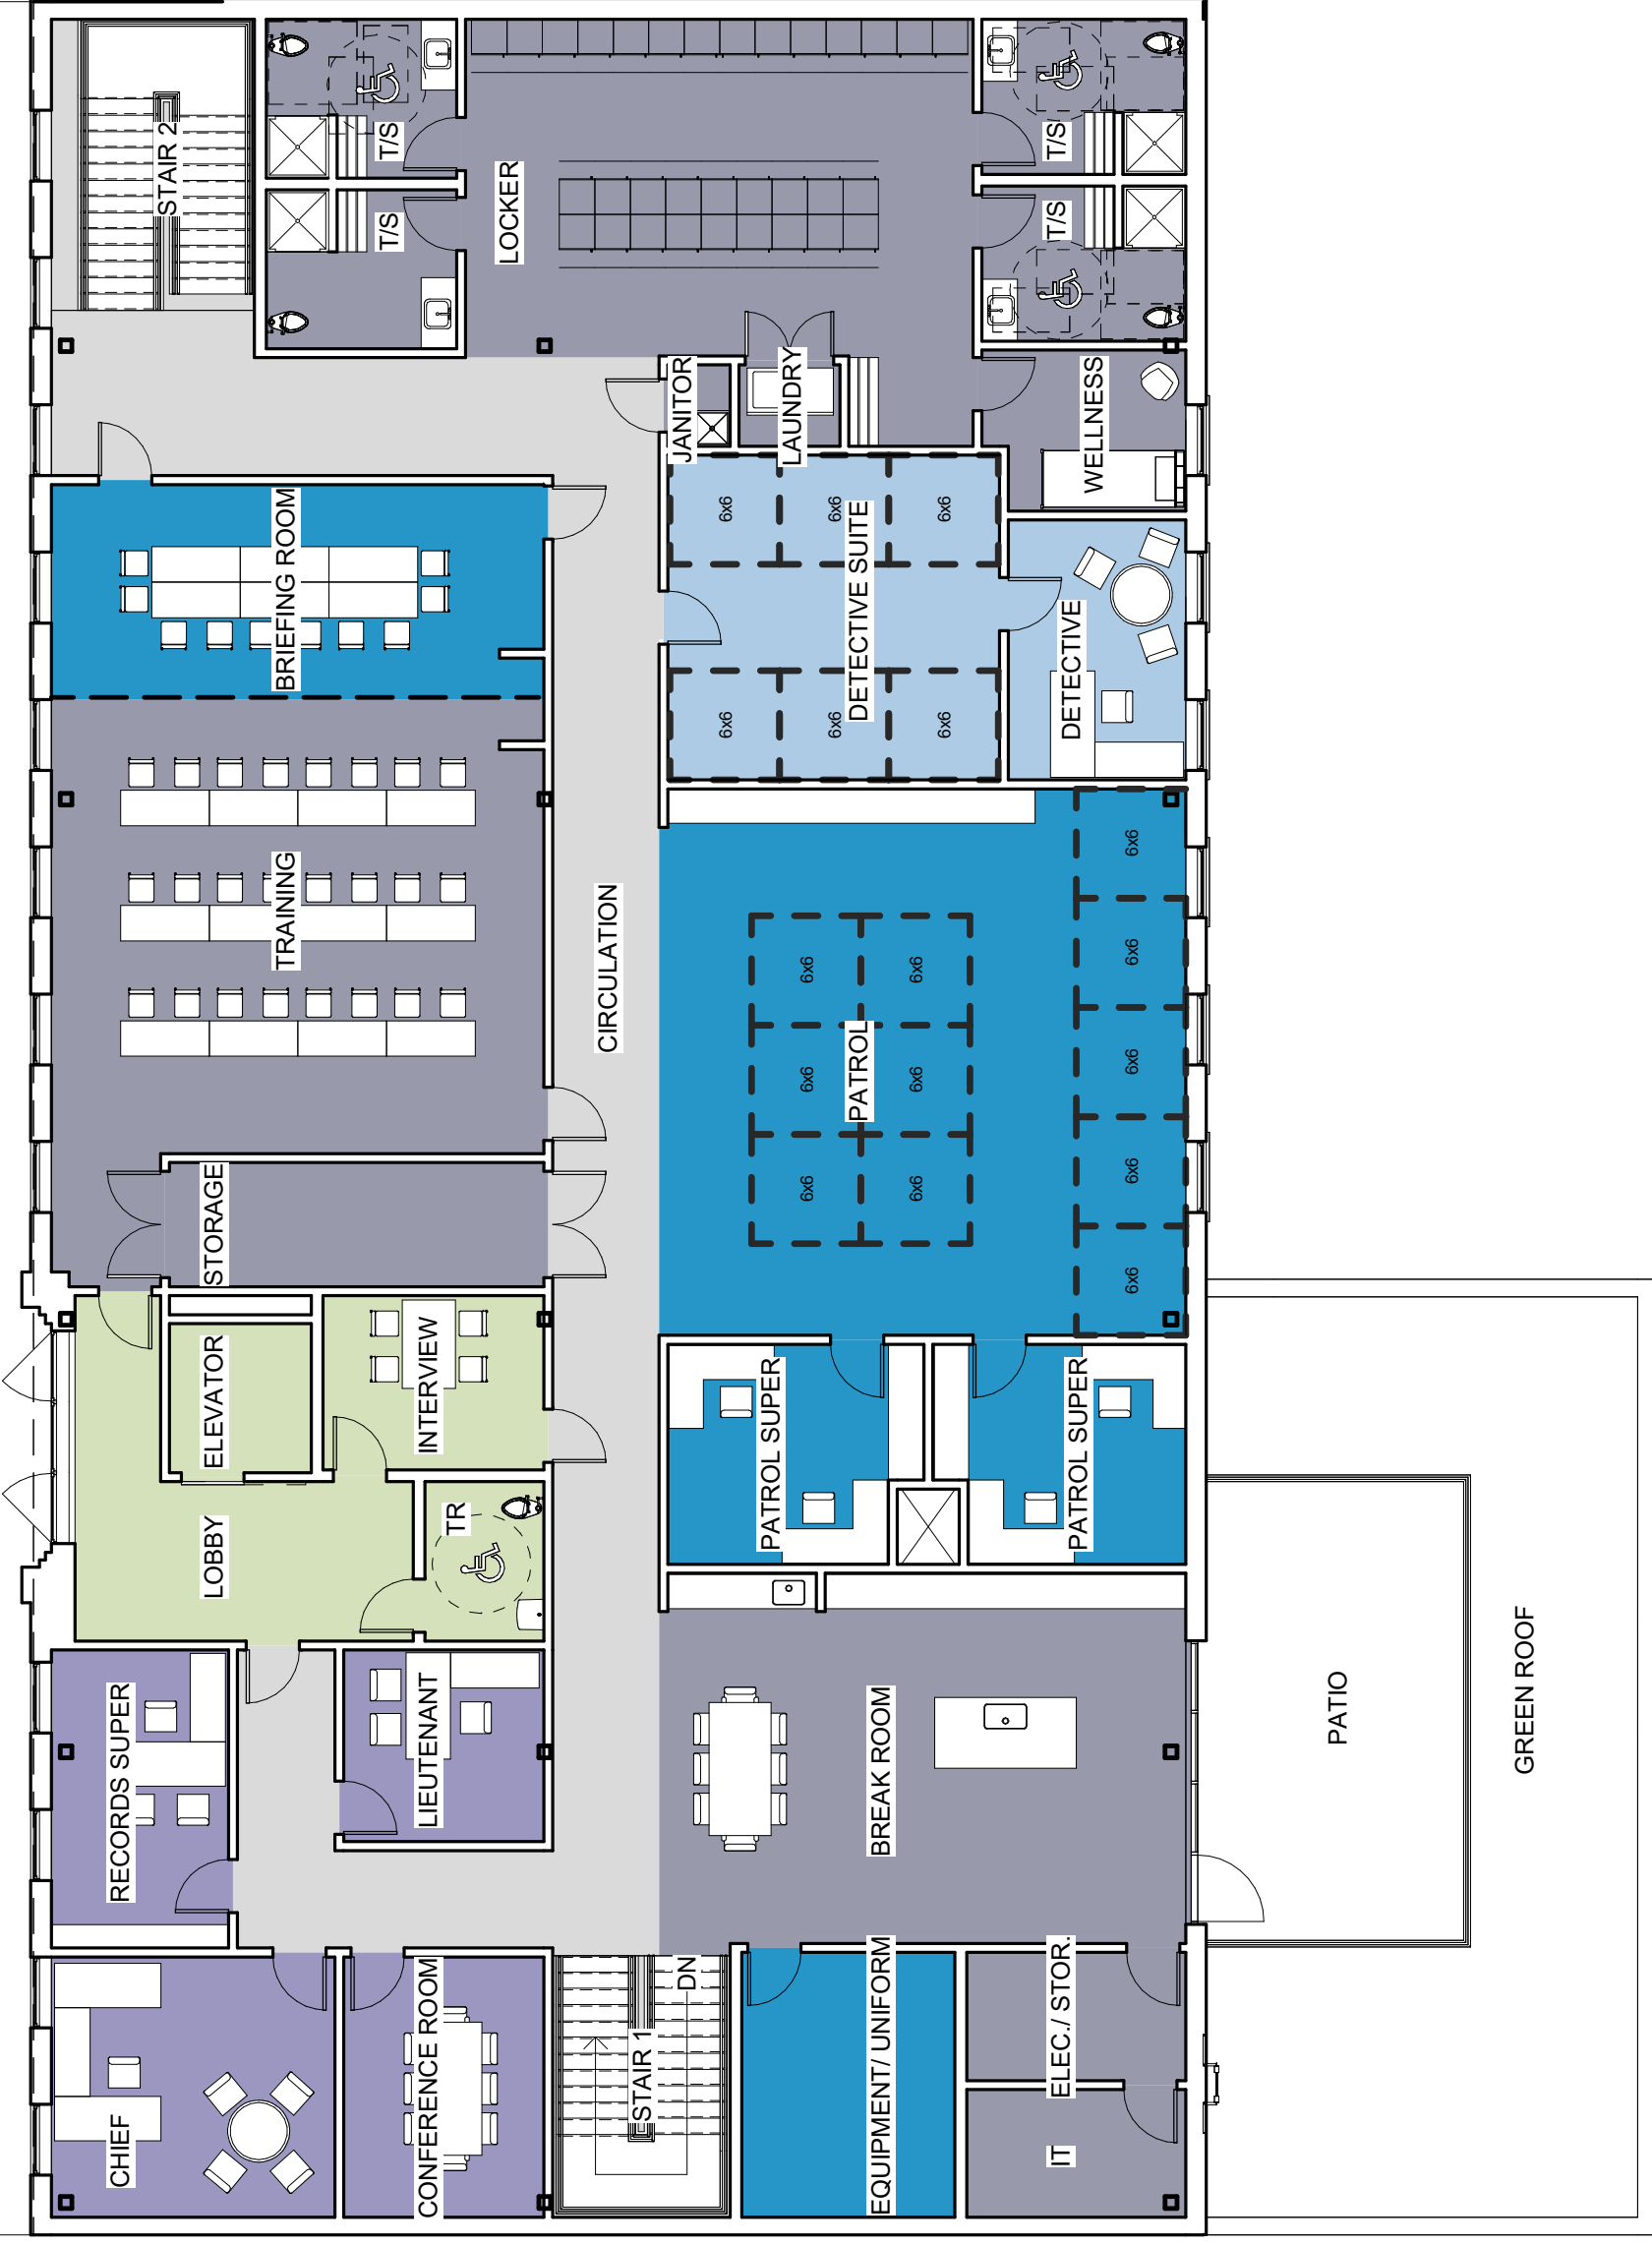 STAIR 2
T/S
T/S
LOCKER
T/S
T/S
JANITOR
LAUNDRY
WELLNESS
BRIEFING ROOM
6x6
6x6
6x6
DETECTIVE SUITE
6x6
6x6
6x6
DETECTIVE
TRAINING
CIRCULATION
PATROL
6x6
6x6
6x6
6x6
6x6
6x6
6x6
6x6
6x6
6x6
6x6
STORAGE
ELEVATOR
INTERVIEW
LOBBY
TR
PATROL SUPER
PATROL SUPER
RECORDS SUPER
LIEUTENANT
BREAK ROOM
PATIO
GREEN ROOF
CHIEF
CONFERENCE ROOM
STAIR 1
DN
EQUIPMENT/ UNIFORM
ELEC./ STOR.
IT